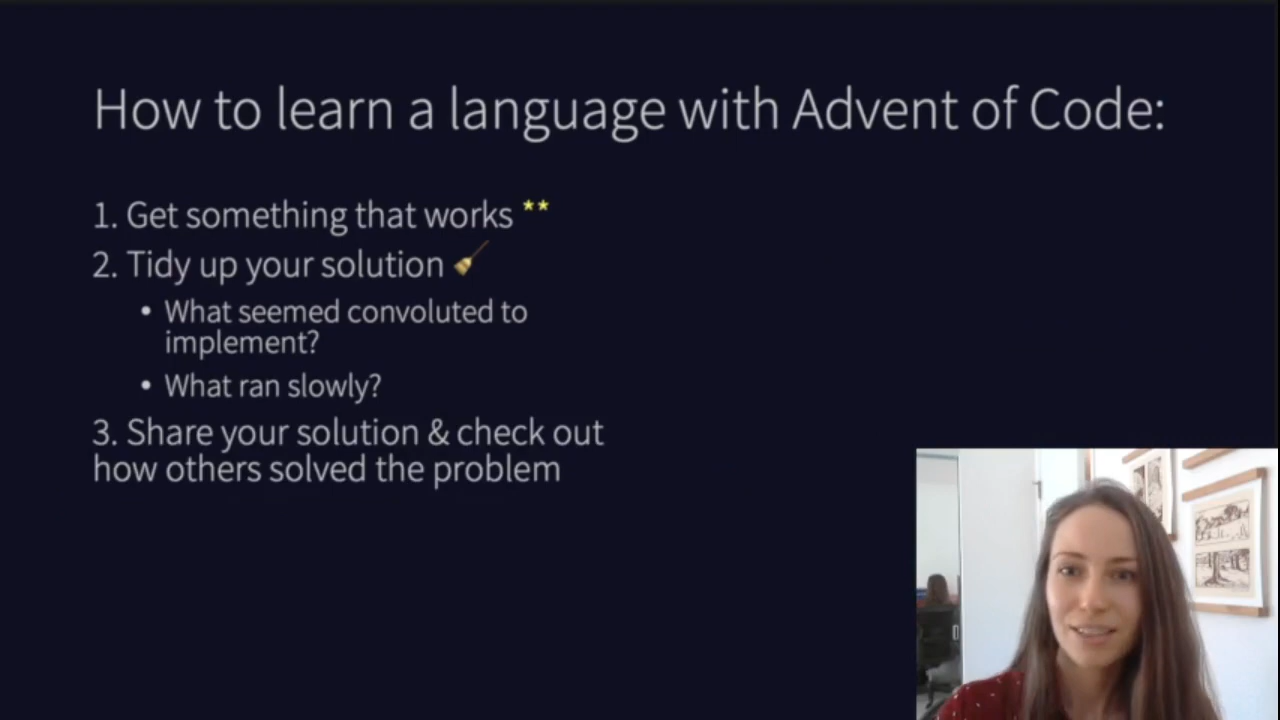 How to learn a language with Advent of Code:
1. Get something that works **
2. Tidy up your solution 🧹
• What seemed convoluted to
implement?
• What ran slowly?
3. Share your solution & check out
how others solved the problem